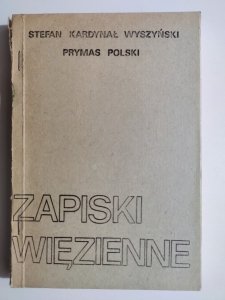 STEFAN KARDYNAŁ WYSZYŃSKI
PRYMAS POLSKI
ZAPISKI
WIĘZIENNE